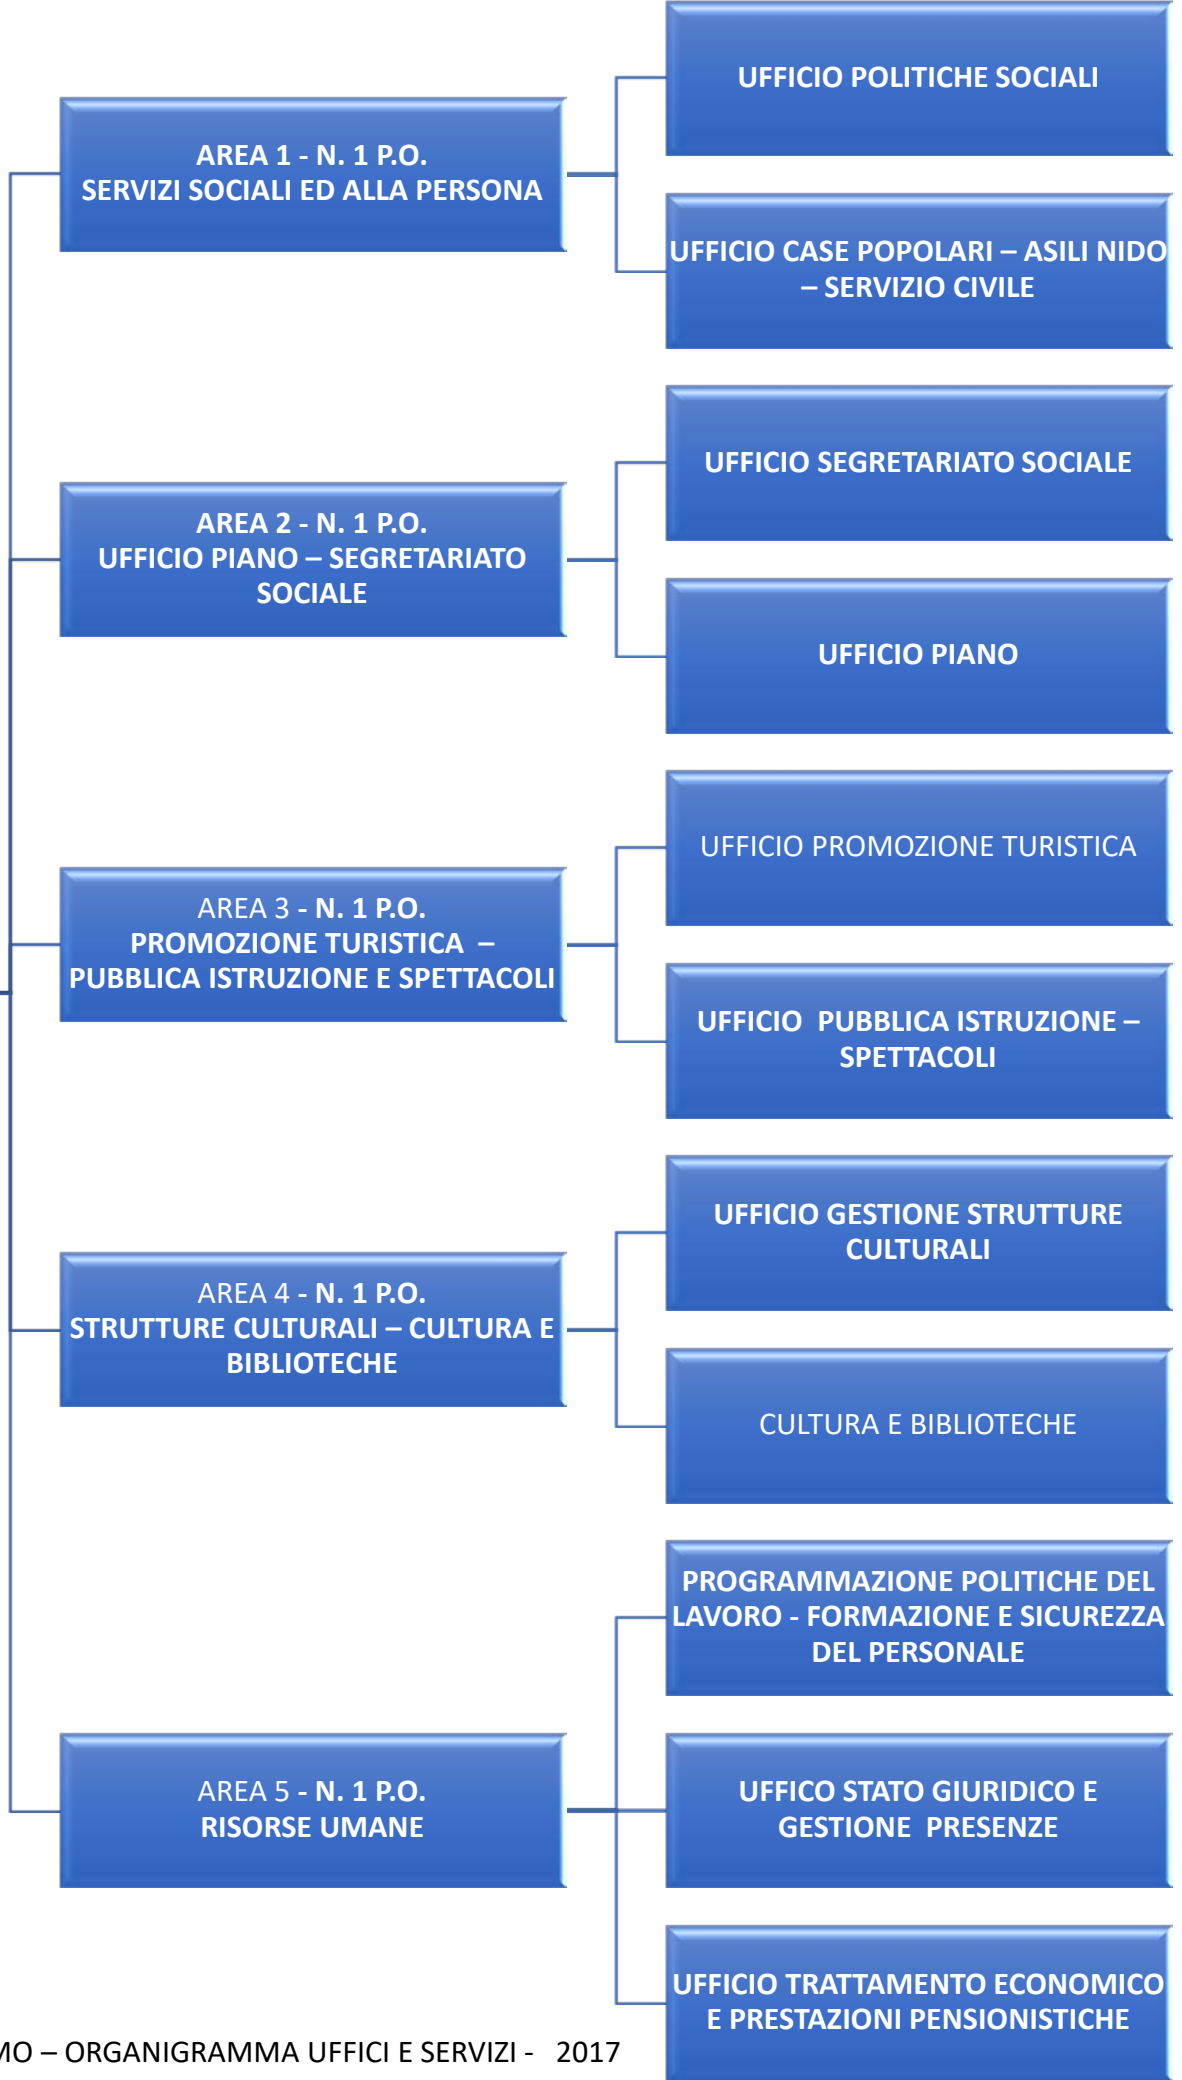 UFFICIO POLITICHE SOCIALI
AREA 1 - N. 1 P.O.
SERVIZI SOCIALI ED ALLA PERSONA
UFFICIO CASE POPOLARI – ASILI NIDO
– SERVIZIO CIVILE
UFFICIO SEGRETARIATO SOCIALE
AREA 2 - N. 1 P.O.
UFFICIO PIANO – SEGRETARIATO
SOCIALE
UFFICIO PIANO
UFFICIO PROMOZIONE TURISTICA
AREA 3 - N. 1 P.O.
PROMOZIONE TURISTICA –
PUBBLICA ISTRUZIONE E SPETTACOLI
UFFICIO PUBBLICA ISTRUZIONE –
SPETTACOLI
UFFICIO GESTIONE STRUTTURE
CULTURALI
AREA 4 - N. 1 P.O.
STRUTTURE CULTURALI – CULTURA E
BIBLIOTECHE
CULTURA E BIBLIOTECHE
PROGRAMMAZIONE POLITICHE DEL
LAVORO - FORMAZIONE E SICUREZZA
DEL PERSONALE
AREA 5 - N. 1 P.O.
RISORSE UMANE
UFFICO STATO GIURIDICO E
GESTIONE PRESENZE
UFFICIO TRATTAMENTO ECONOMICO
E PRESTAZIONI PENSIONISTICHE
MO – ORGANIGRAMMA UFFICI E SERVIZI - 2017